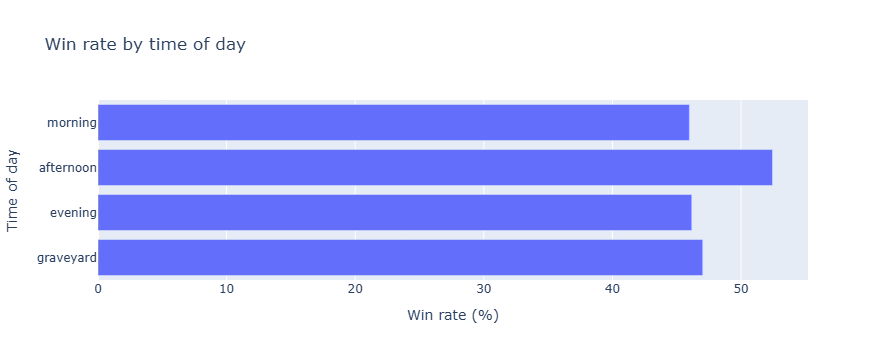 Win rate by time of day
Time of day
morning
afternoon
evening
graveyard
0 10 20 30 40 50
Win rate (%)